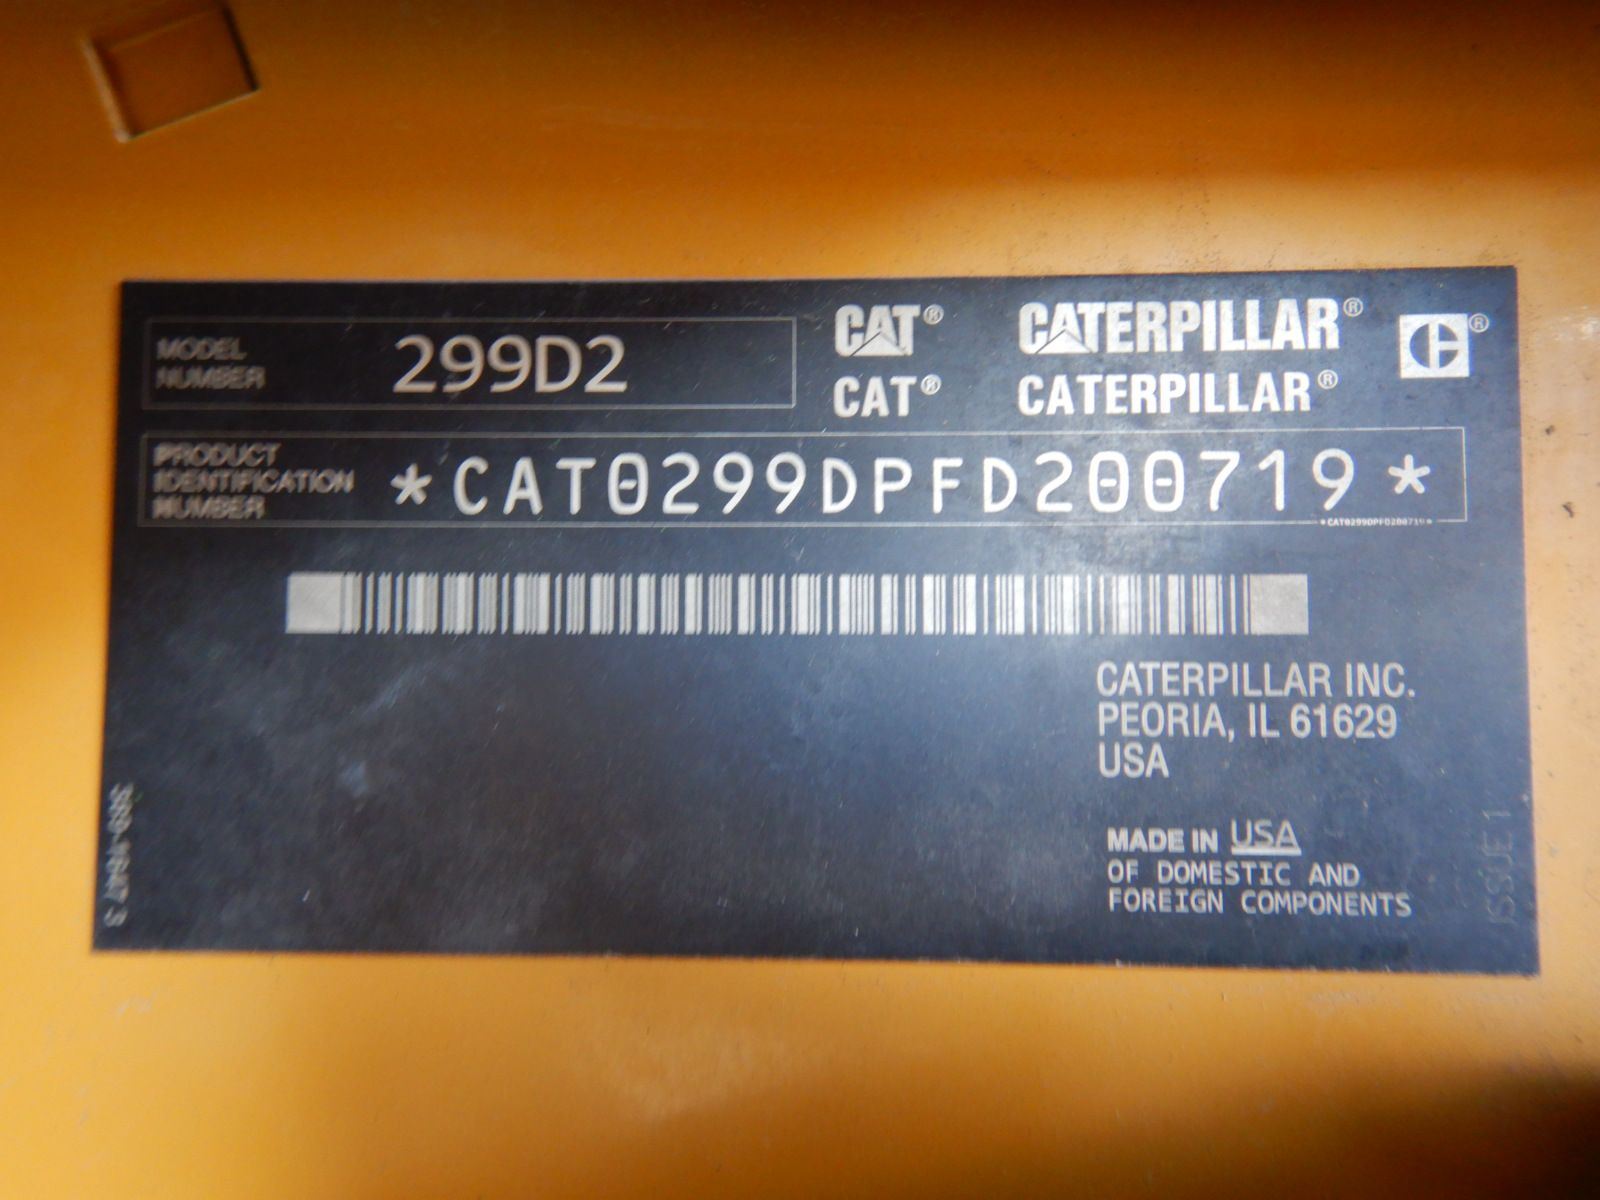 MODEL NUMBER 299D2
CAT® CATERPILLAR® ®
CAT® CATERPILLAR®
PRODUCT IDENTIFICATION NUMBER *CAT0299DPFD200719*
*CAT0299DPFD200719*
CATERPILLAR INC.
PEORIA, IL 61629
USA
MADE IN USA
OF DOMESTIC AND
FOREIGN COMPONENTS
ISSUE 1